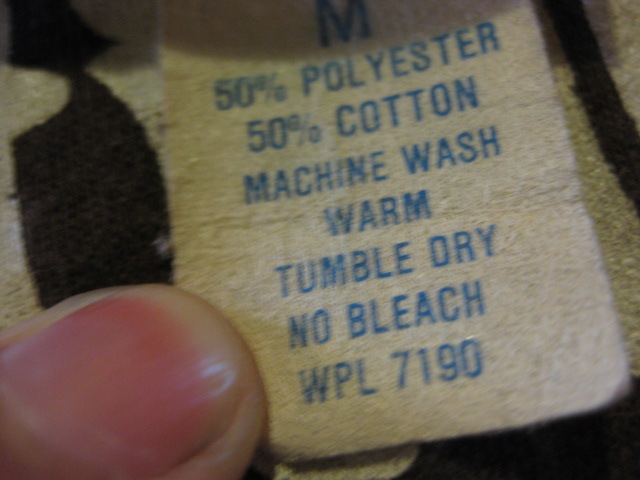 M
50% POLYESTER
50% COTTON
MACHINE WASH
WARM
TUMBLE DRY
NO BLEACH
WPL 7190